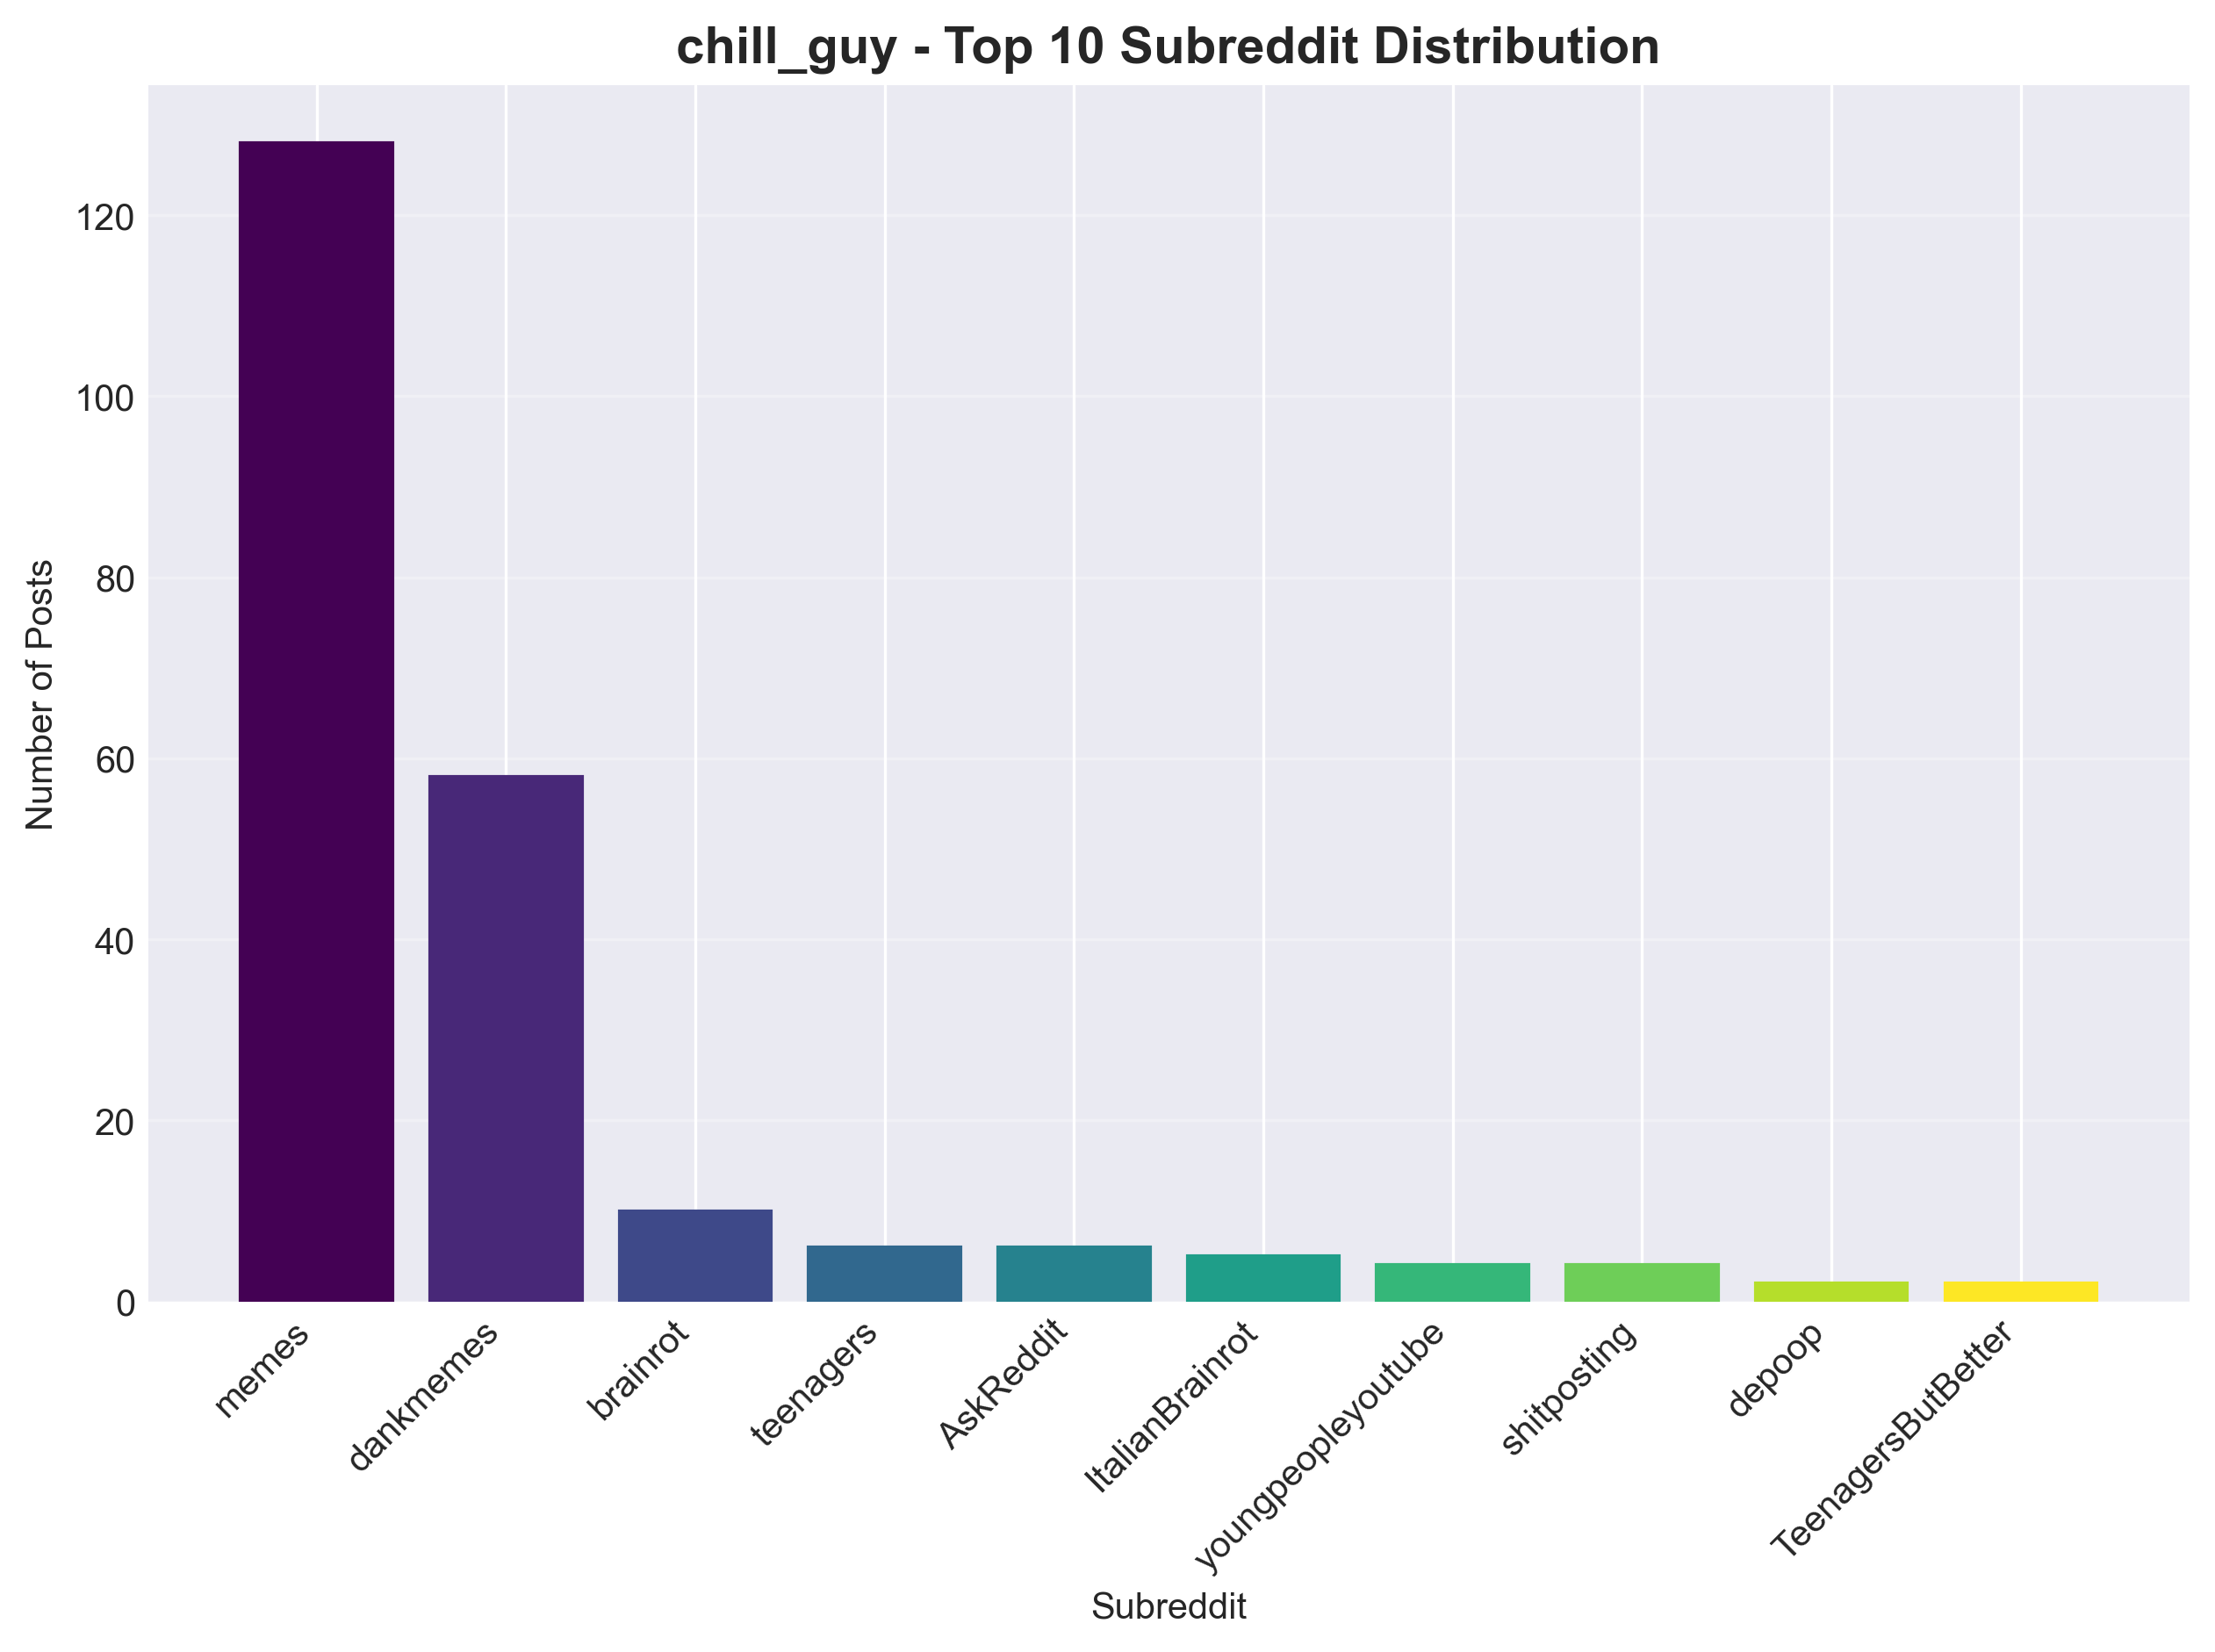 chill_guy - Top 10 Subreddit Distribution
Number of Posts
120
100
80
60
40
20
0
memes
dankmemes
brainrot
teenagers
AskReddit
ItalianBrainrot
youngpeopleyoutube
shitposting
depoop
TeenagersButBetter
Subreddit